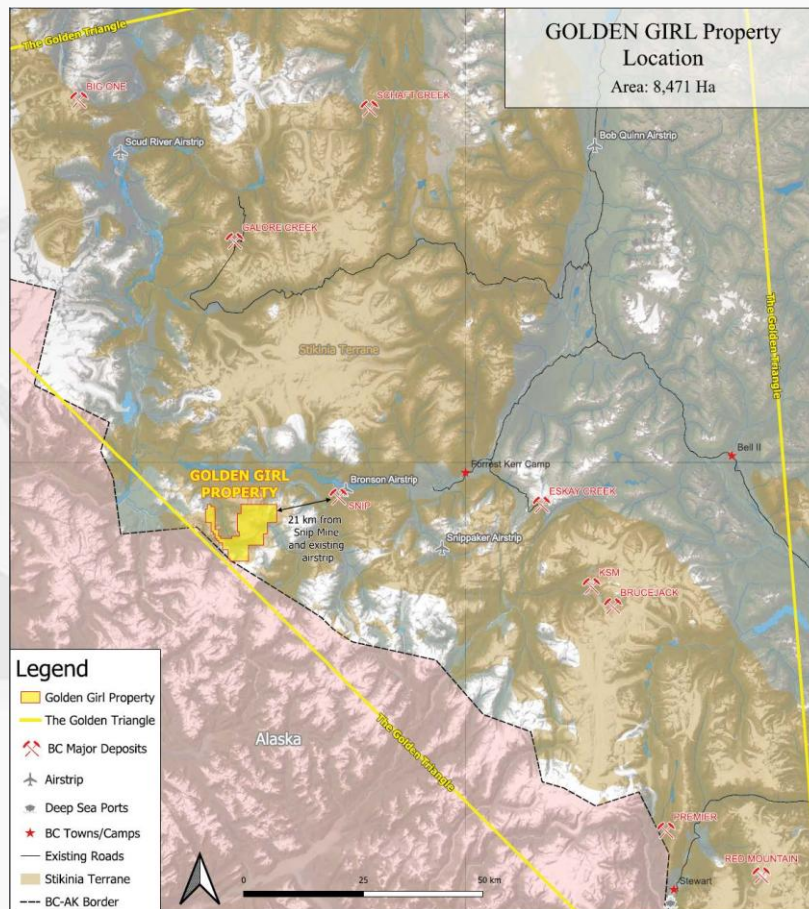 GOLDEN GIRL Property
Location
Area: 8,471 Ha
The Golden Triangle
BIG ONE
SCHAFT CREEK
Scud River Airstrip
Bob Quinn Airstrip
GALORE CREEK
The Golden Triangle
Stikinia Terrane
Bell II
Forrest Kerr Camp
GOLDEN GIRL
PROPERTY
Bronson Airstrip
SNIP
ESKAY CREEK
21 km from
Snip Mine
and existing
airstrip
Snippaker Airstrip
KSM
BRUCEJACK
Alaska
The Golden Triangle
PREMIER
RED MOUNTAIN
Stewart
Legend
Golden Girl Property
The Golden Triangle
BC Major Deposits
Airstrip
Deep Sea Ports
BC Towns/Camps
Existing Roads
Stikinia Terrane
BC-AK Border
0 25 50 km